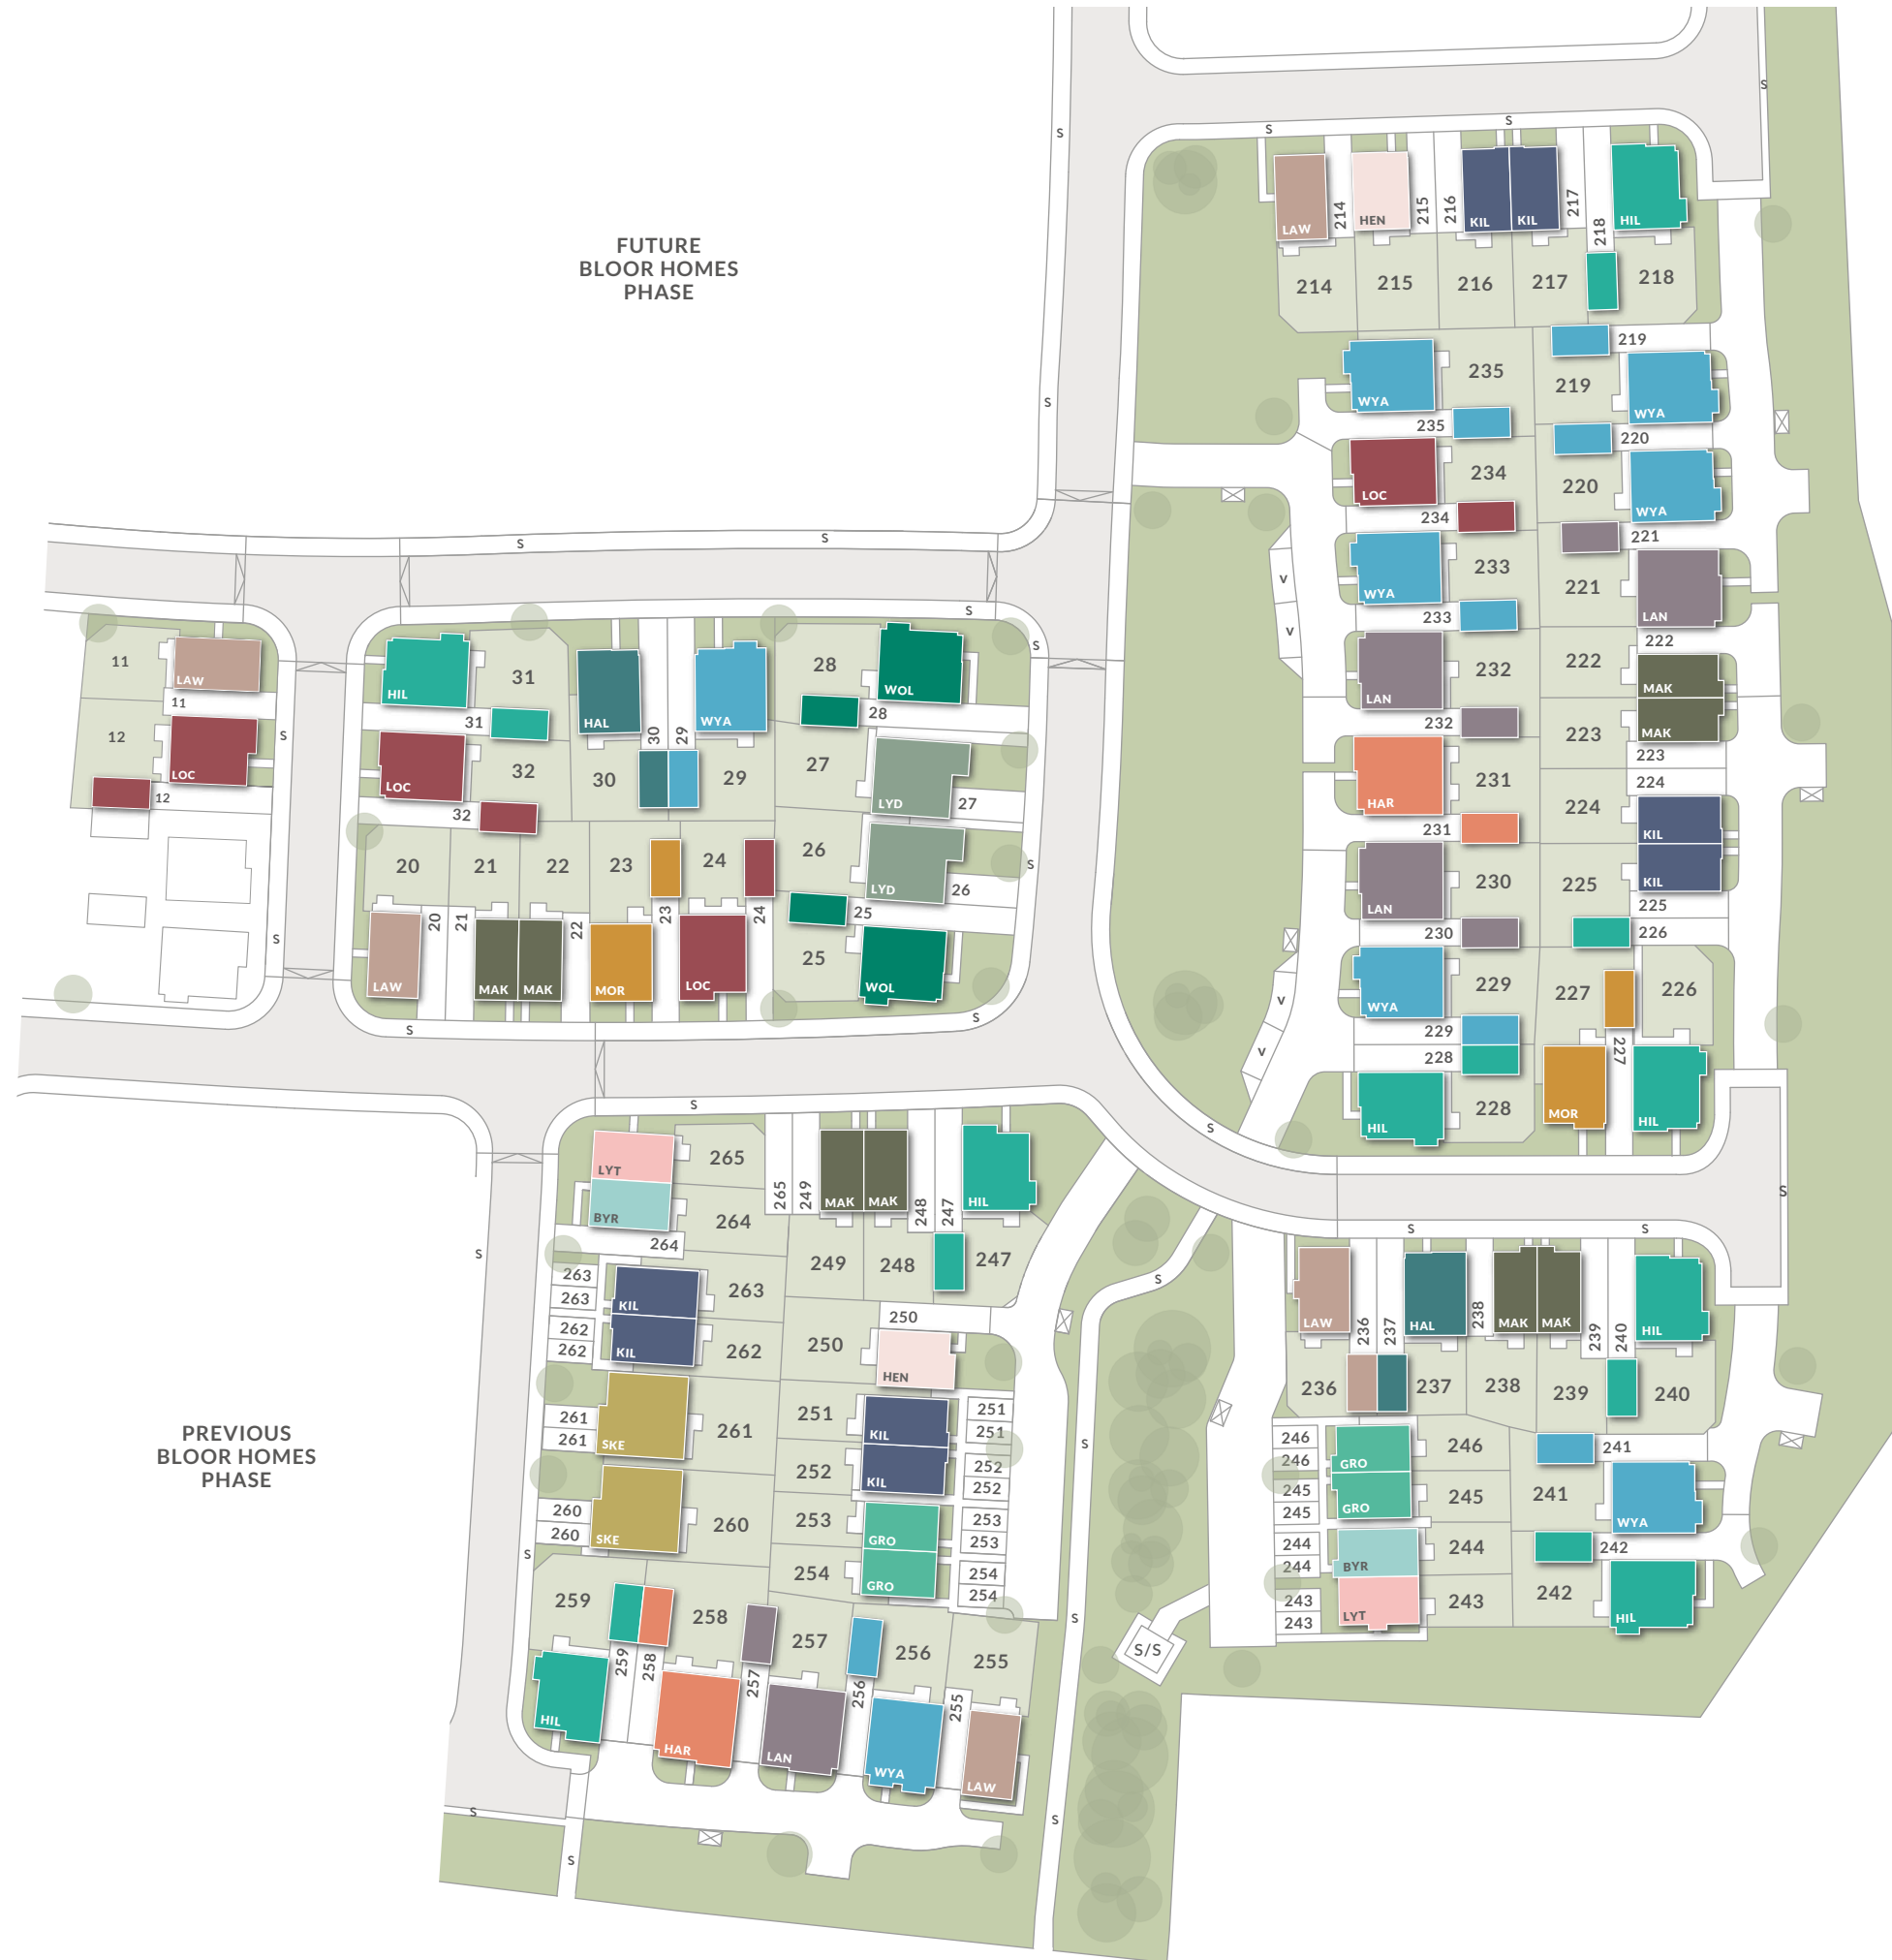 S
S
S
S
LAW
214
HEN
215
216
KIL
KIL
217
218
HIL
214
215
216
217
218
FUTURE
BLOOR HOMES
PHASE
219
235
219
WYA
WYA
S
235
220
234
220
LOC
WYA
234
221
S
S
233
221
WYA
LAN
V
233
V
222
232
222
MAK
LAN
232
223
MAK
223
231
224
HAR
224
231
KIL
230
225
KIL
LAN
225
230
226
229
227
226
WYA
V
229
V
228
227
228
MOR
HIL
HIL
S
S
S
S
11
LAW
11
12
LOC
12
S
S
31
HIL
31
32
LOC
32
HAL
30
29
WYA
30
29
28
WOL
28
27
LYD
27
26
LYD
26
25
25
WOL
S
20
21
22
23
24
20
21
22
23
24
LAW
MAK
MAK
MOR
LOC
S
S
S
LYT
265
BYR
264
264
265
249
MAK
MAK
248
247
HIL
249
248
247
S
263
263
KIL
263
262
262
KIL
262
250
250
HEN
261
261
SKE
261
251
KIL
251
251
252
KIL
252
252
260
260
SKE
260
253
GRO
253
253
254
GRO
254
254
S
S
S
S
259
258
257
256
255
259
258
257
256
255
HIL
HAR
LAN
WYA
LAW
S
S
S
PREVIOUS
BLOOR HOMES
PHASE
S/S
S
S
S
LAW
236
237
HAL
238
MAK
MAK
239
240
HIL
236
237
238
239
240
246
246
GRO
246
241
245
245
GRO
245
241
WYA
244
244
BYR
244
242
243
243
LYT
243
242
HIL